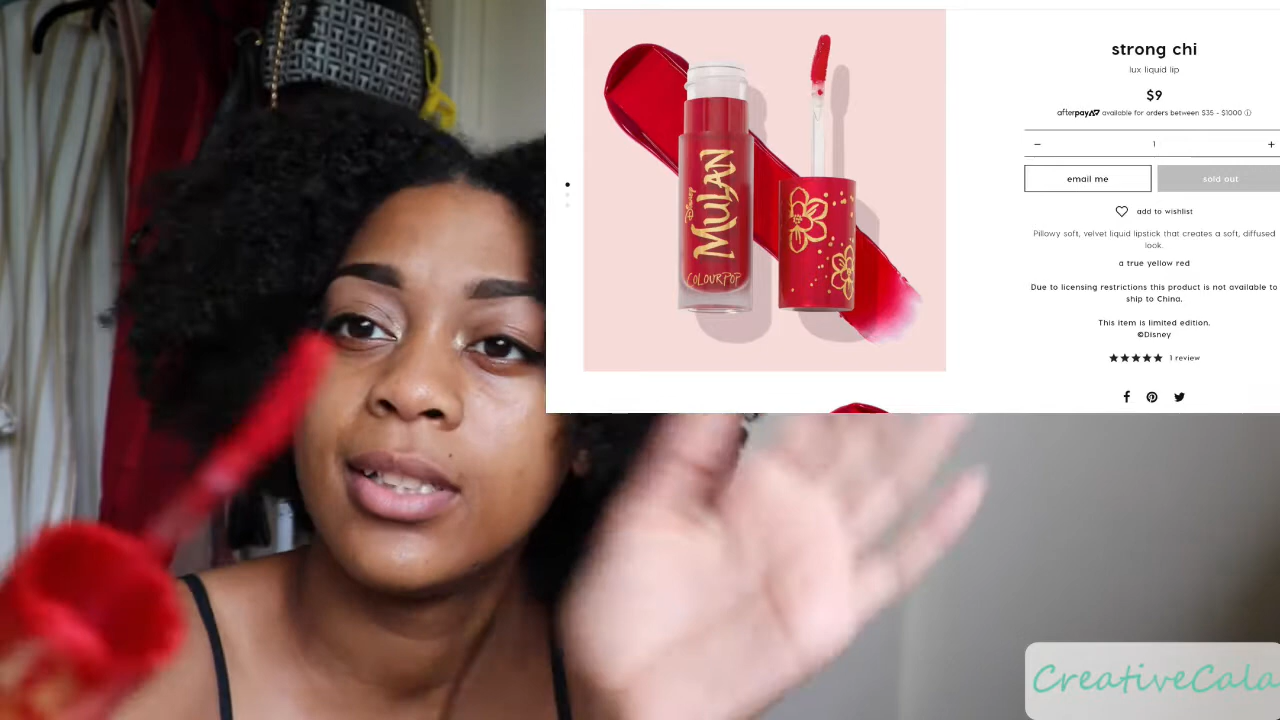 strong chi
lux liquid lip
$9
afterpay available for orders between $35 - $1000 ⓘ
− 1 +
email me
sold out
add to wishlist
Pillowy soft, velvet liquid lipstick that creates a soft, diffused
look.
a true yellow red
Due to licensing restrictions this product is not available to
ship to China.
This item is limited edition.
©Disney
1 review
Disney
MULAN
COLOURPOP
CreativeCala